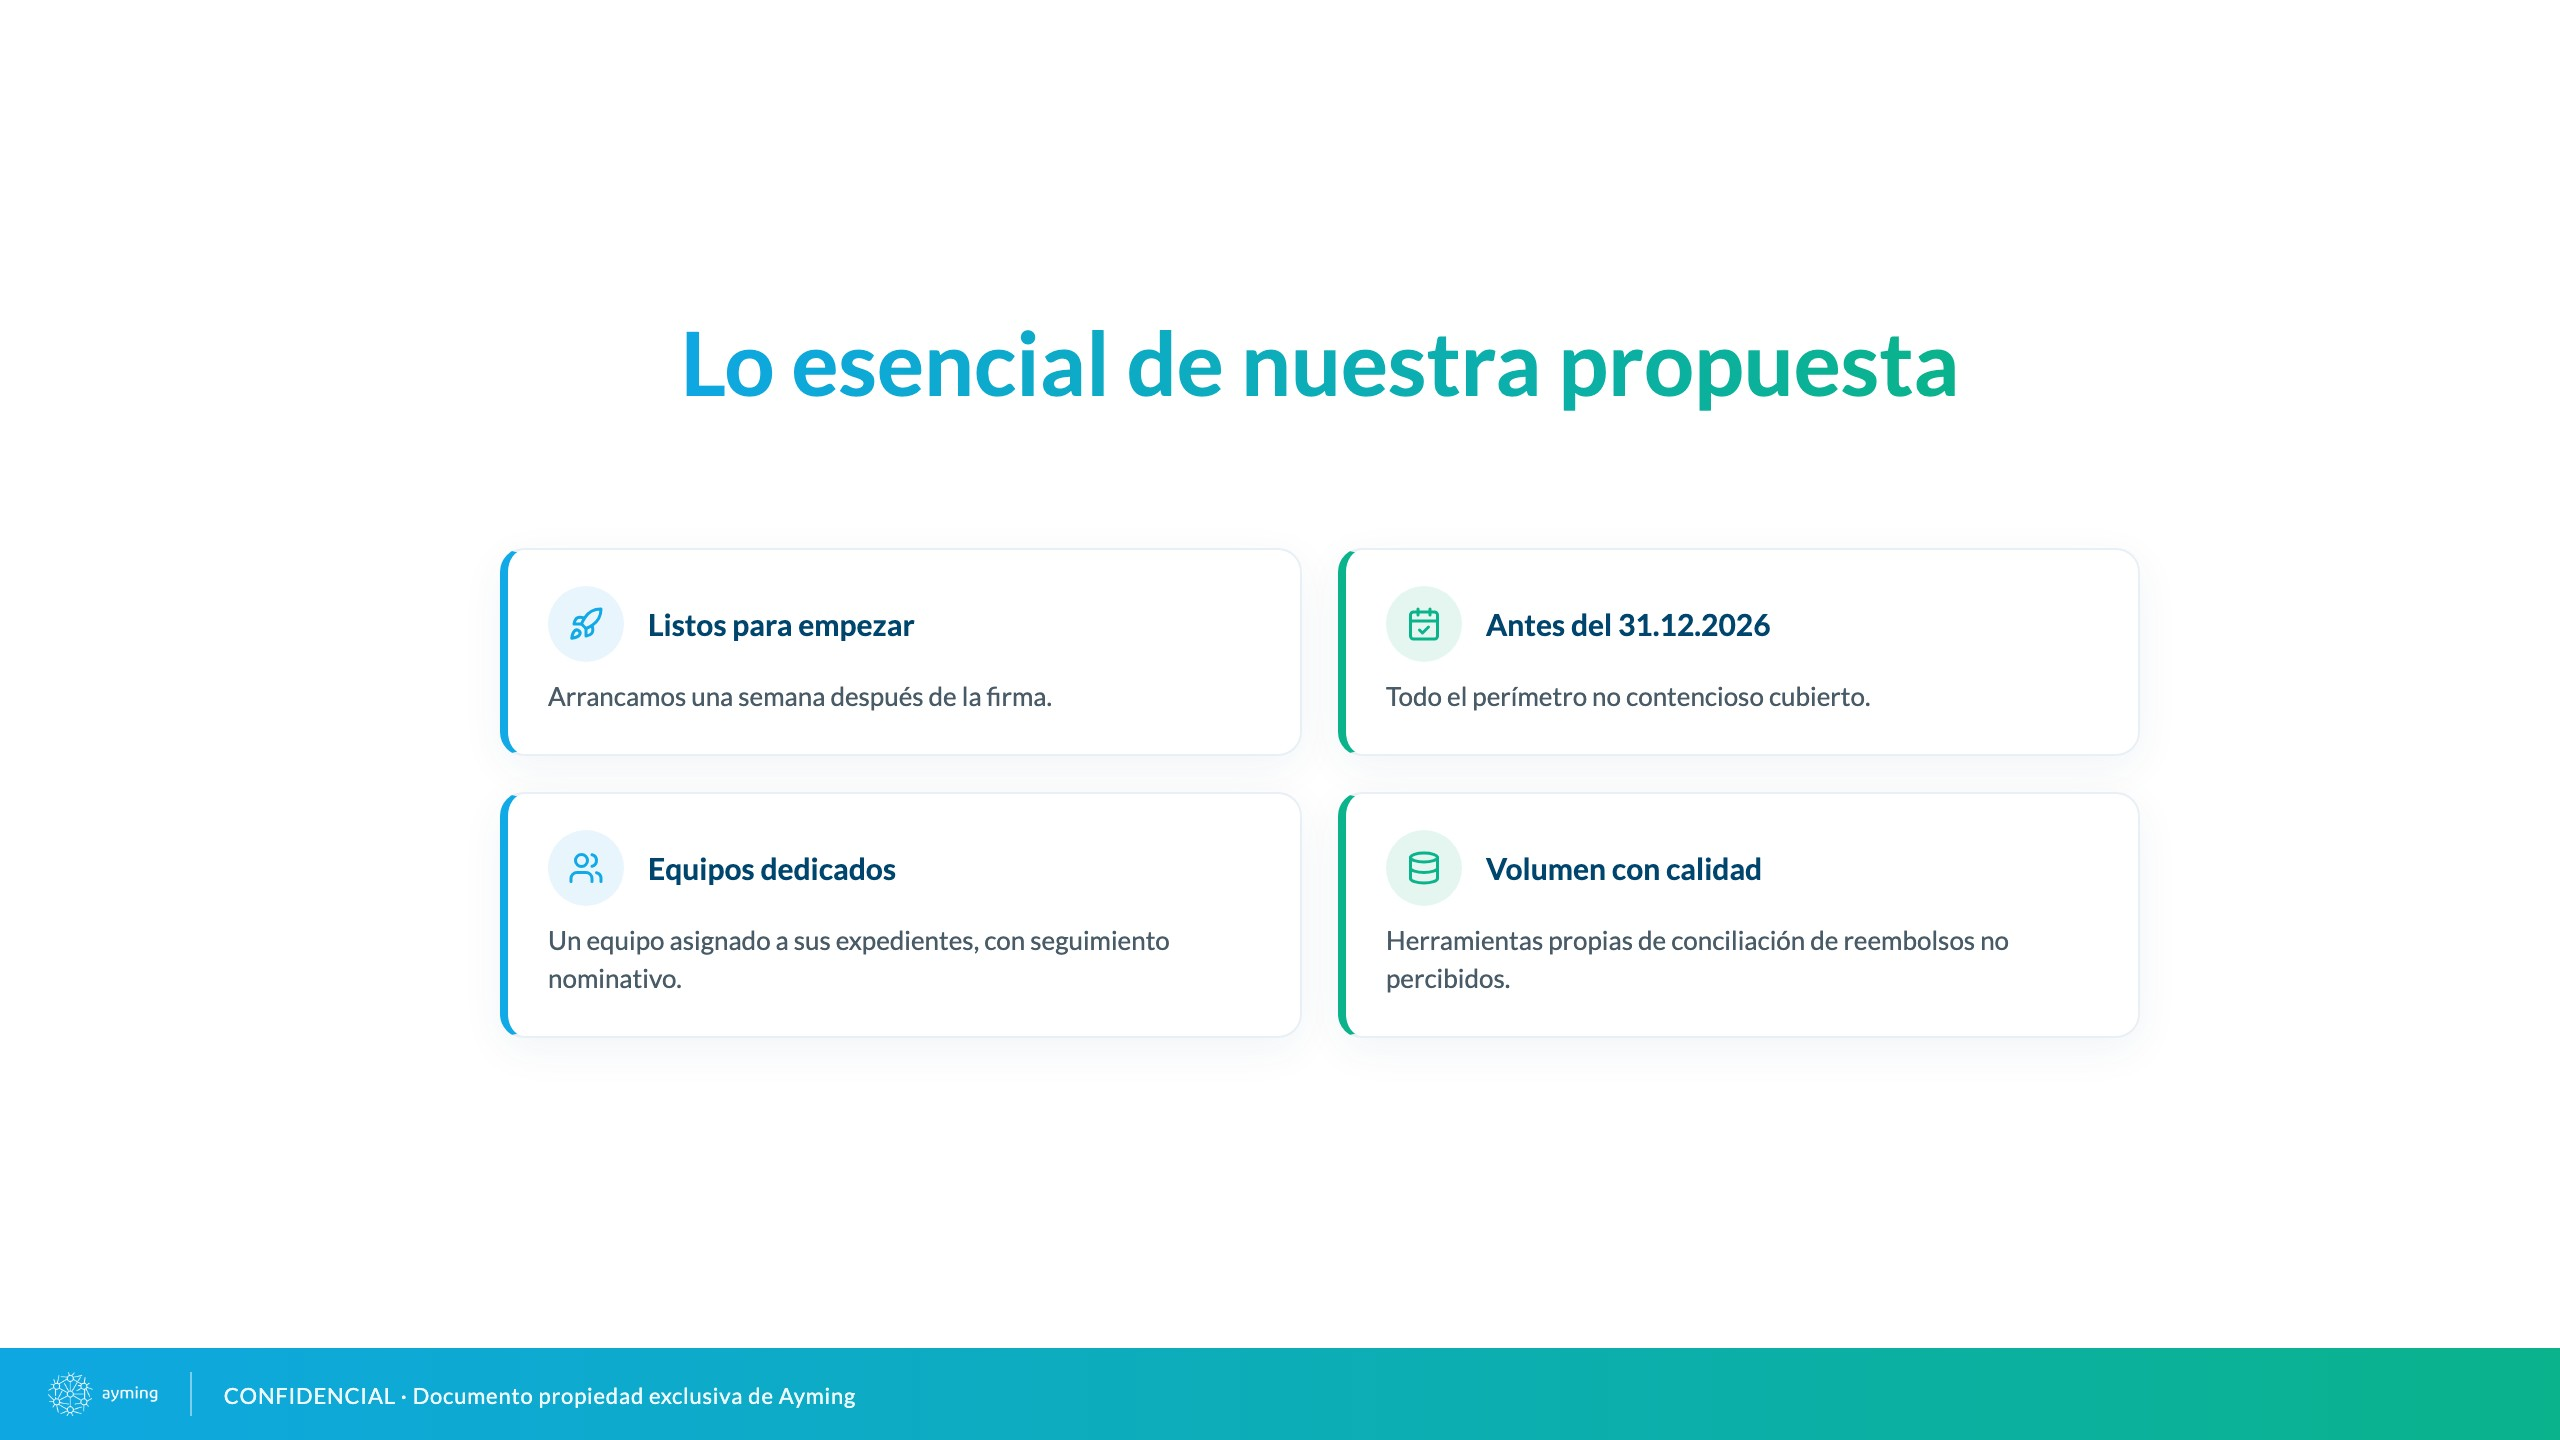 Lo esencial de nuestra propuesta
Listos para empezar
Arrancamos una semana después de la firma.
Antes del 31.12.2026
Todo el perímetro no contencioso cubierto.
Equipos dedicados
Un equipo asignado a sus expedientes, con seguimiento
nominativo.
Volumen con calidad
Herramientas propias de conciliación de reembolsos no
percibidos.
ayming
CONFIDENCIAL · Documento propiedad exclusiva de Ayming